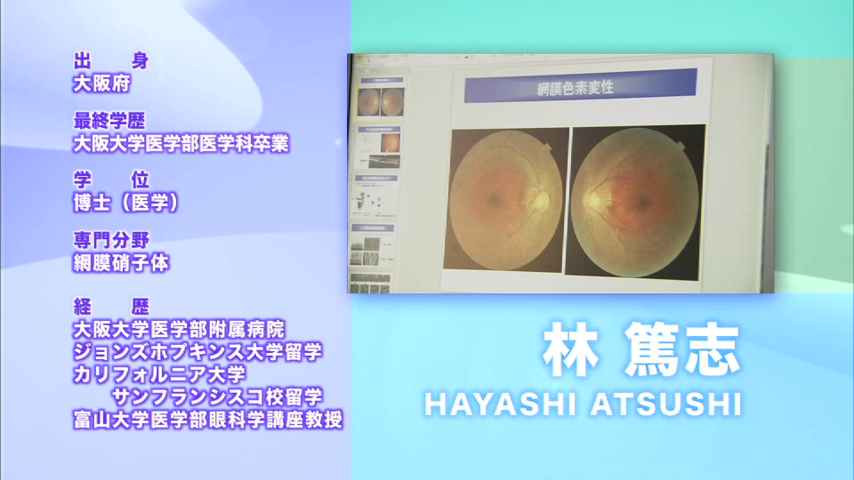 出 身
大阪府
最終学歴
大阪大学医学部医学科卒業
学 位
博士（医学）
専門分野
網膜硝子体
経 歴
大阪大学医学部附属病院
ジョンズホプキンス大学留学
カリフォルニア大学
サンフランシスコ校留学
富山大学医学部眼科学講座教授
網膜色素変性
林 篤志
HAYASHI ATSUSHI